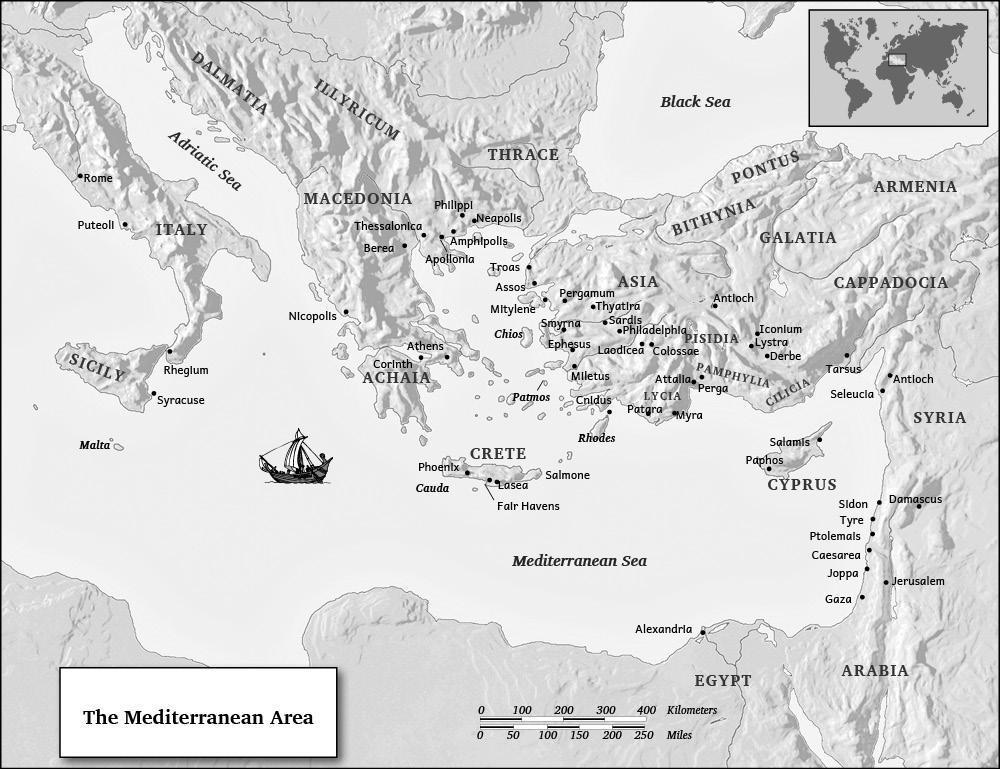 DALMATIA
ILLYRICUM
Black Sea
Adriatic Sea
THRACE
PONTUS
ARMENIA
Rome
MACEDONIA
Philippi
Neapolis
BITHYNIA
Puteoli
ITALY
Thessalonica
Amphipolis
GALATIA
Berea
Apollonia
Troas
ASIA
CAPPADOCIA
Assos
Pergamum
Thyatira
Antioch
Mitylene
Nicopolis
Chios
Smyrna
Sardis
Philadelphia
PISIDIA
Iconium
Lystra
Derbe
Athens
Ephesus
Laodicea
Colossae
Corinth
ACHAIA
SICILY
Rhegium
Miletus
Attalia
PAMPHYLIA
Perga
CILICIA
Tarsus
Antioch
Seleucia
Syracuse
Patmos
Cnidus
LYCIA
Patara
Myra
SYRIA
Malta
Rhodes
Salamis
CRETE
Phoenix
Salmone
Paphos
CYPRUS
Cauda
Lasea
Fair Havens
Sidon
Damascus
Tyre
Ptolemais
Mediterranean Sea
Caesarea
Joppa
Jerusalem
Gaza
Alexandria
EGYPT
ARABIA
The Mediterranean Area
0 100 200 300 400 Kilometers
0 50 100 150 200 250 Miles